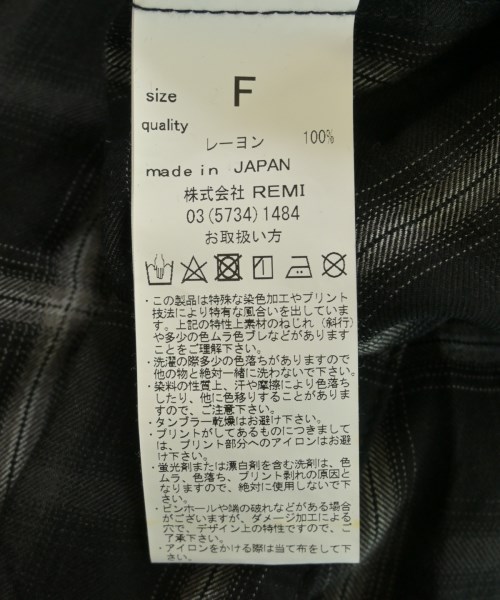 size F
quality
レーヨン 100%
made in JAPAN
株式会社 REMI
03(5734)1484
お取扱い方
・この製品は特殊な染色加工やプリント
技法により特有な風合いを出していま
す。上記の特性上素材のねじれ(斜行)
や多少の色ムラ色ブレなどがあります
ことをご理解下さい。
・洗濯の際多少の色落ちがありますので
他の物と絶対一緒に洗わないで下さい。
・染料の性質上、汗や摩擦により色落ち
したり、他に色移りすることがありま
すので、ご注意下さい。
・タンブラー乾燥はお避け下さい。
・プリントがしてあるものにつきまして
は、プリント部分へのアイロンはお避
け下さい。
・蛍光剤または漂白剤を含む洗剤は、色
ムラ、色落ち、プリント剥れの原因と
なりますので、絶対に使用しないで下
さい。
・ピンホールや端の破れなどがある場合
がございますが、ダメージ加工による
穴で、デザイン上の特性ですので、ご
了承下さい。
・アイロンをかける際は当て布をして下
さい。